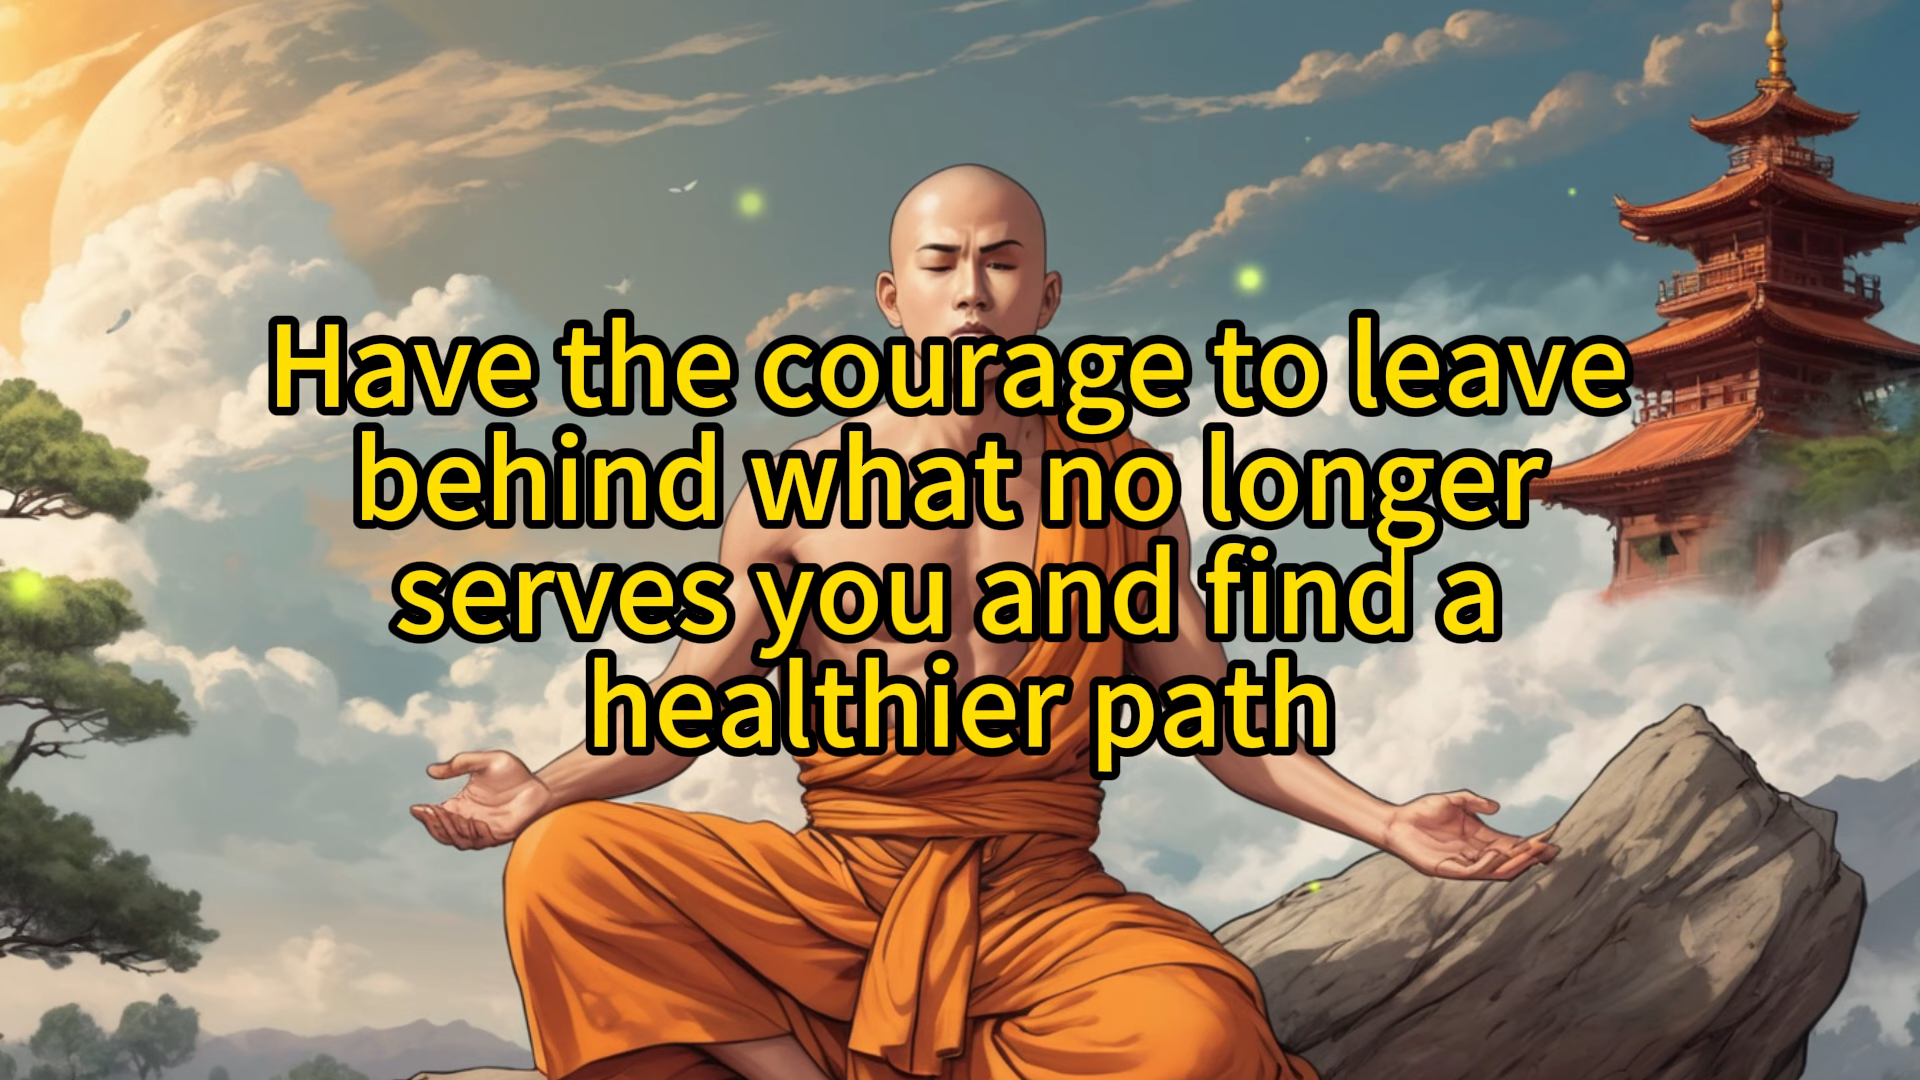 Have the courage to leave
behind what no longer
serves you and find a
healthier path